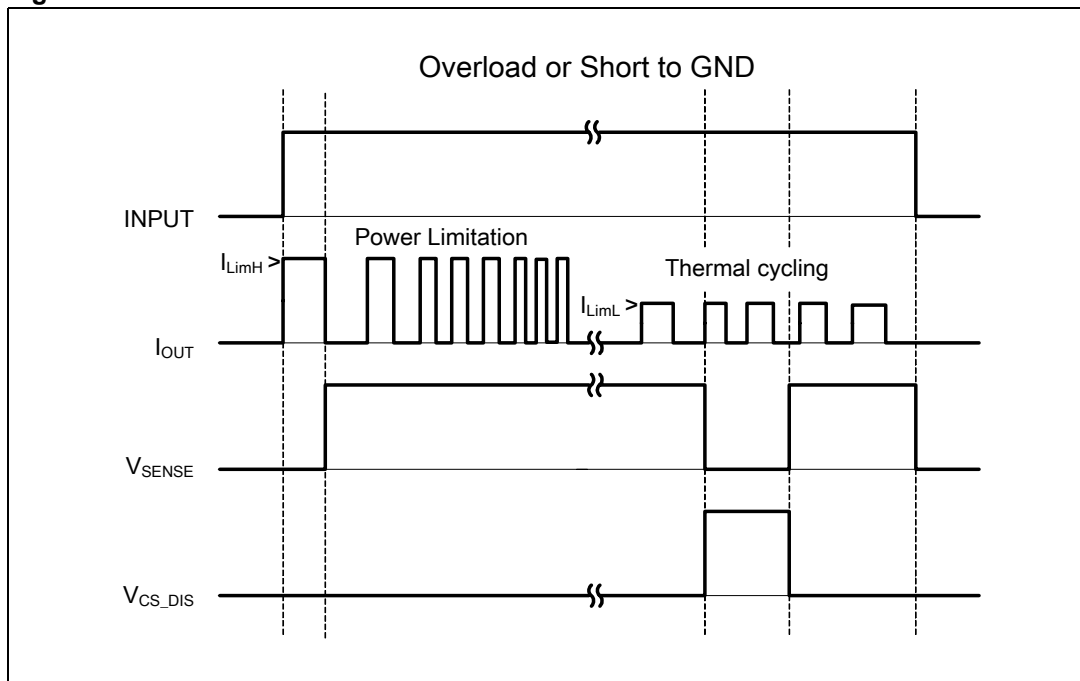 Overload or Short to GND
INPUT
Power Limitation
I_LimH >
Thermal cycling
I_LimL >
I_OUT
V_SENSE
V_CS_DIS